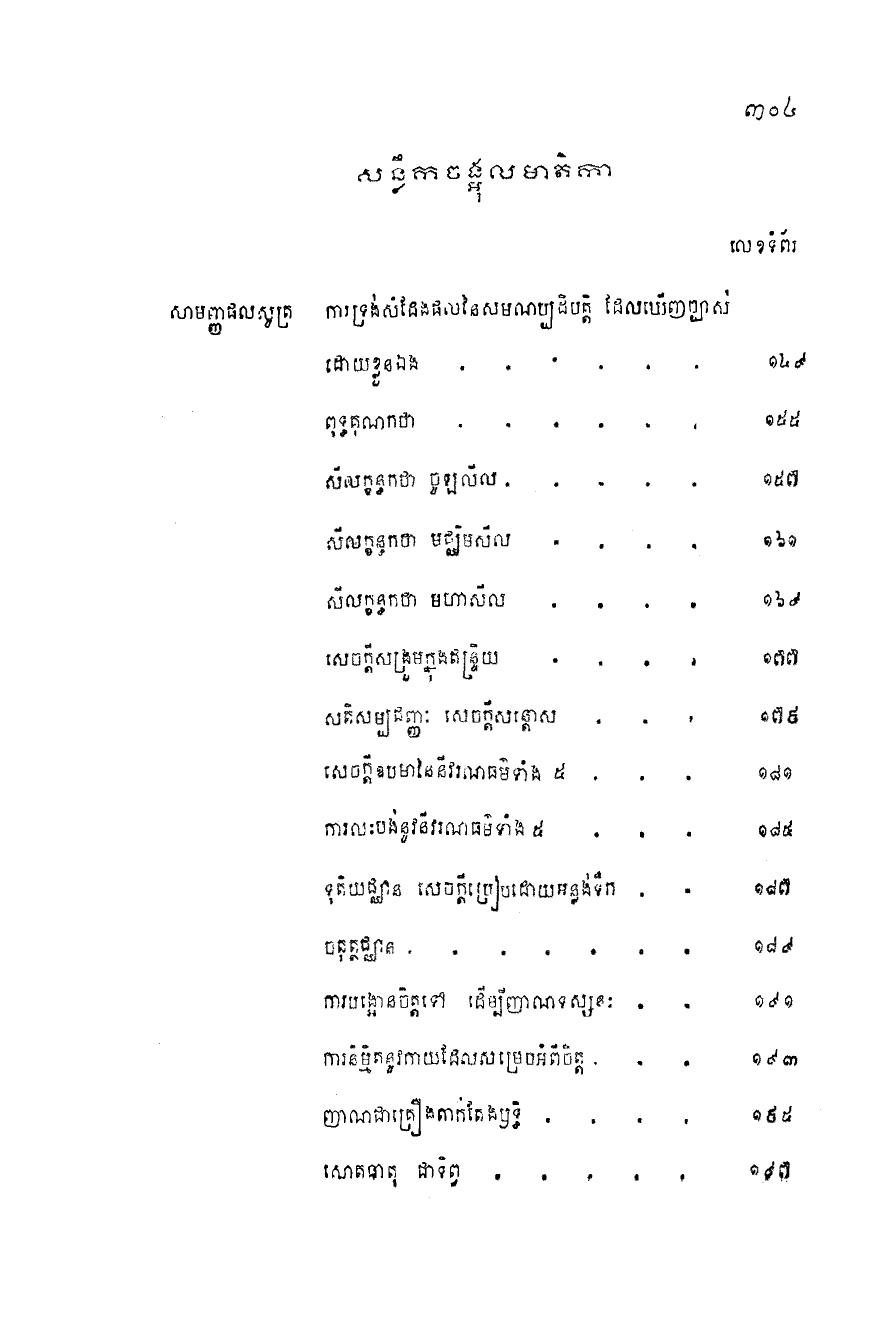 ៣០៤
សន្លឹកចង្អុលមាតិកា
លេខទំព័រ
សាមញ្ញផលសូត្រ ការទ្រង់សំដែងផលនៃសមណប្បដិបត្តិ ដែលឃើញច្បាស់
ដោយខ្លួនឯង . . . . . . ១៤៩
ពុទ្ធគុណកថា . . . . . . ១៥៥
សីលក្ខន្ធកថា ចូឡសីល . . . . . ១៥៧
សីលក្ខន្ធកថា មជ្ឈិមសីល . . . . ១៦១
សីលក្ខន្ធកថា មហាសីល . . . . ១៦៩
សេចក្តីសង្រួមក្នុងឥន្ទ្រិយ . . . . ១៧៧
សតិសម្បជញ្ញៈ សេចក្តីសន្តោស . . . ១៧៩
សេចក្តីឧបមានៃនីវរណធម៌ទាំង ៥ . . . ១៨១
ការលះបង់នូវនីវរណធម៌ទាំង ៥ . . . ១៨៥
ទុតិយជ្ឈាន សេចក្តីប្រៀបដោយអន្លង់ទឹក . . ១៨៧
ចតុត្ថជ្ឈាន . . . . . . . ១៨៩
ការបង្អោនចិត្តទៅ ដើម្បីញាណទស្សនៈ . . ១៩១
ការនិម្មិតនូវកាយដែលសម្រេចអំពីចិត្ត . . . ១៩៣
ញាណជាគ្រឿងតាក់តែងឫទ្ធិ . . . . ១៩៥
សោតធាតុ ជាទិព្វ . . . . . ១៩៧